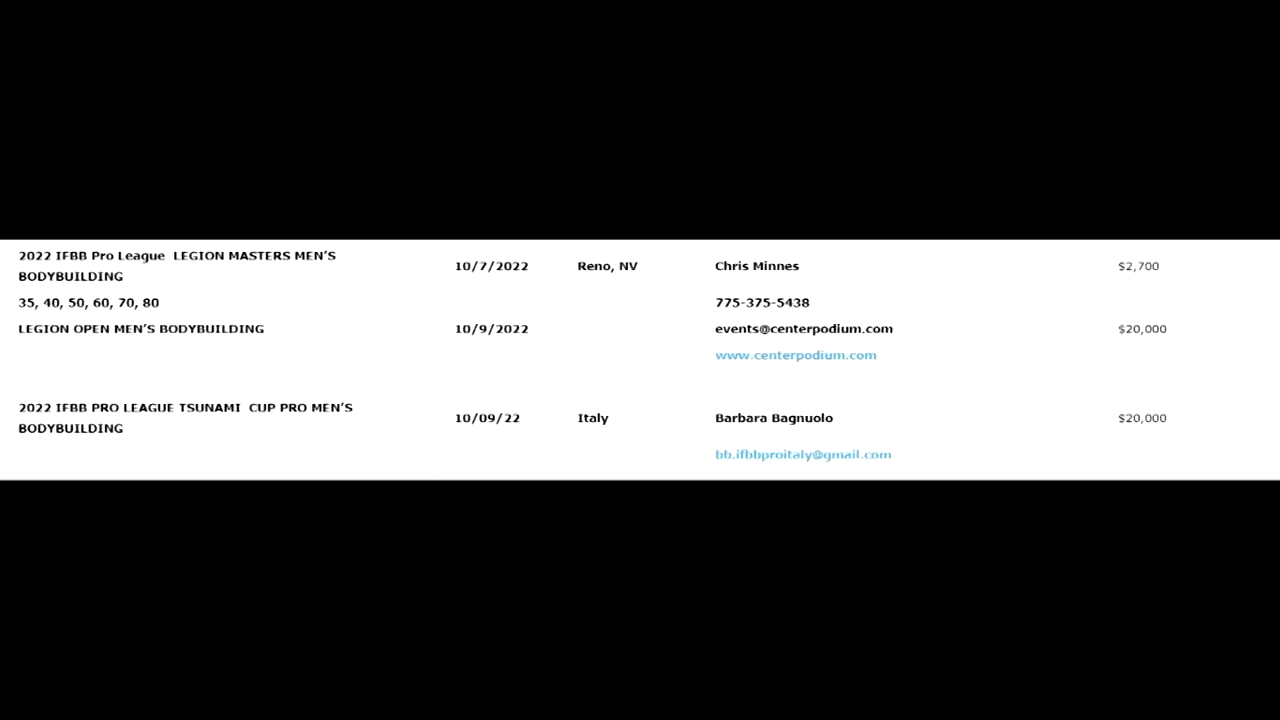 2022 IFBB Pro League  LEGION MASTERS MEN’S
BODYBUILDING
10/7/2022
Reno, NV
Chris Minnes
$2,700
35, 40, 50, 60, 70, 80
775-375-5438
LEGION OPEN MEN’S BODYBUILDING
10/9/2022
events@centerpodium.com
$20,000
www.centerpodium.com
2022 IFBB PRO LEAGUE TSUNAMI  CUP PRO MEN’S
BODYBUILDING
10/09/22
Italy
Barbara Bagnuolo
$20,000
bb.ifbbproitaly@gmail.com